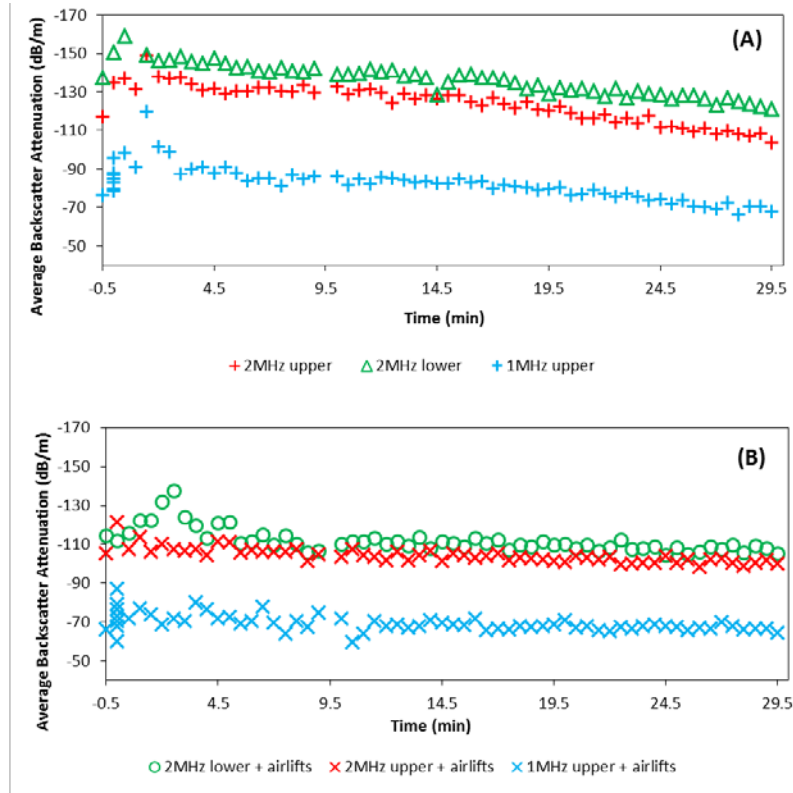 -170
-150
-130
-110
-90
-70
-50
Average Backscatter Attenuation (dB/m)
(A)
-0.5 4.5 9.5 14.5 19.5 24.5 29.5
Time (min)
2MHz upper 2MHz lower 1MHz upper
-170
-150
-130
-110
-90
-70
-50
Average Backscatter Attenuation (dB/m)
(B)
-0.5 4.5 9.5 14.5 19.5 24.5 29.5
Time (min)
2MHz lower + airlifts 2MHz upper + airlifts 1MHz upper + airlifts